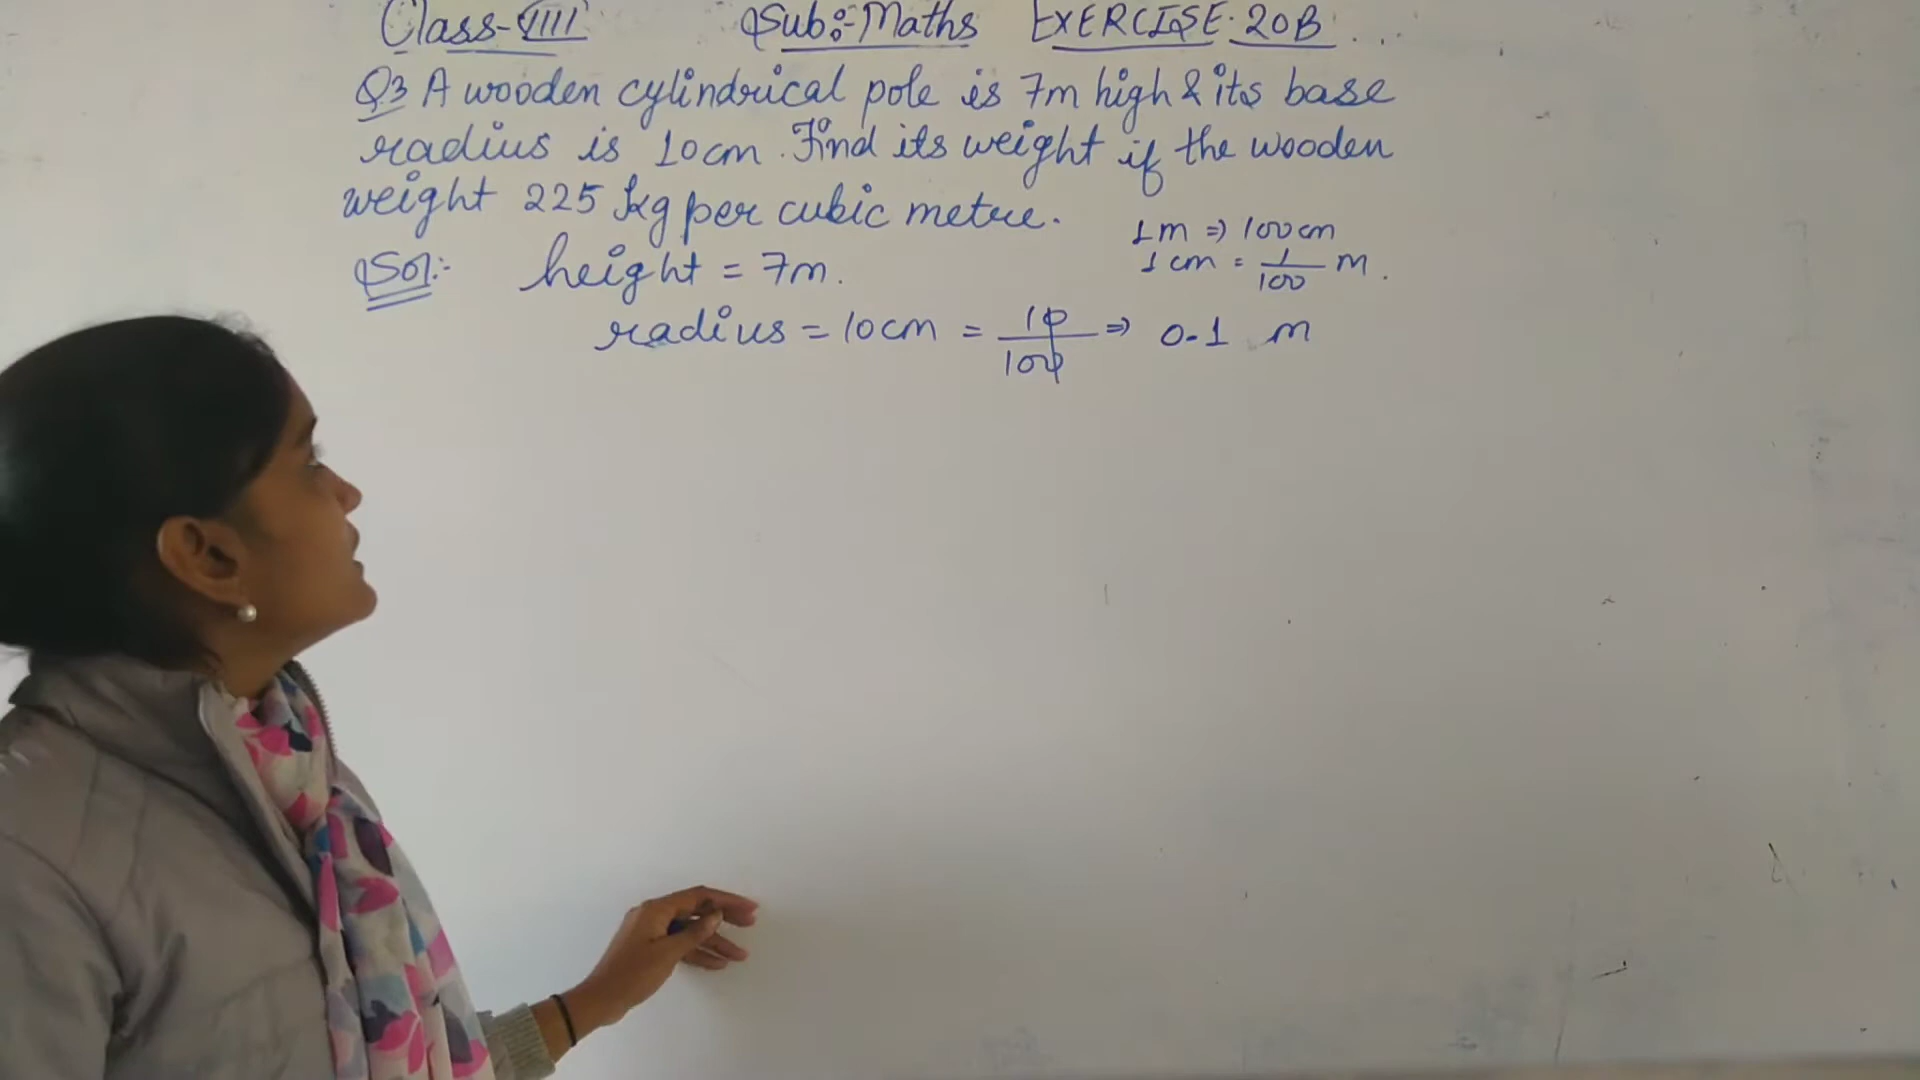 Class-VIII Sub:-Maths EXERCISE.20B...
Q3 A wooden cylindrical pole is 7m high & its base
radius is 10cm. Find its weight if the wooden
weight 225 kg per cubic metre.
1m ⇒ 100cm
1cm = 1/100 m.
Sol:- height = 7m.
radius = 10cm = 10/100 ⇒ 0.1 m